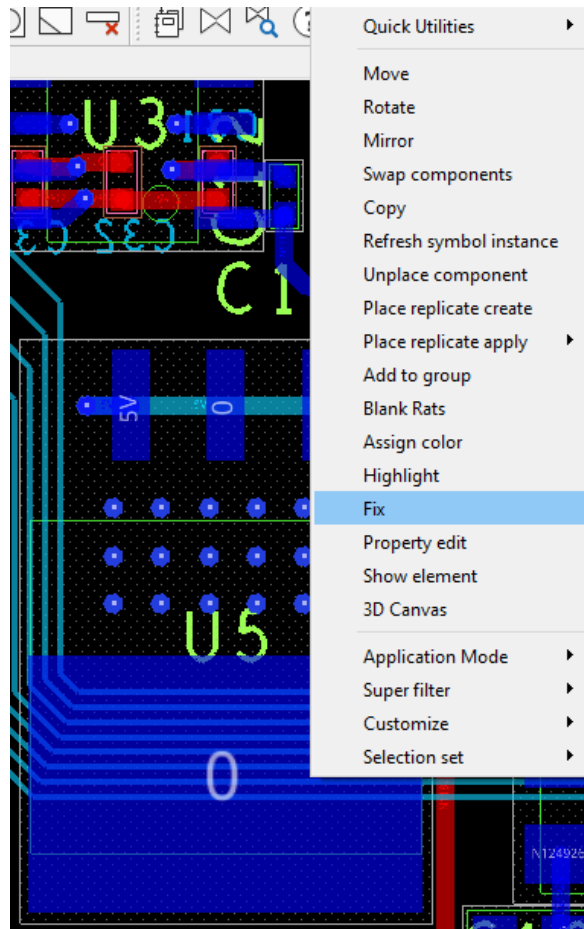 Quick Utilities
Move
Rotate
Mirror
Swap components
Copy
Refresh symbol instance
Unplace component
Place replicate create
Place replicate apply
Add to group
Blank Rats
Assign color
Highlight
Fix
Property edit
Show element
3D Canvas
Application Mode
Super filter
Customize
Selection set
U3
C1
5V
0
U5
0